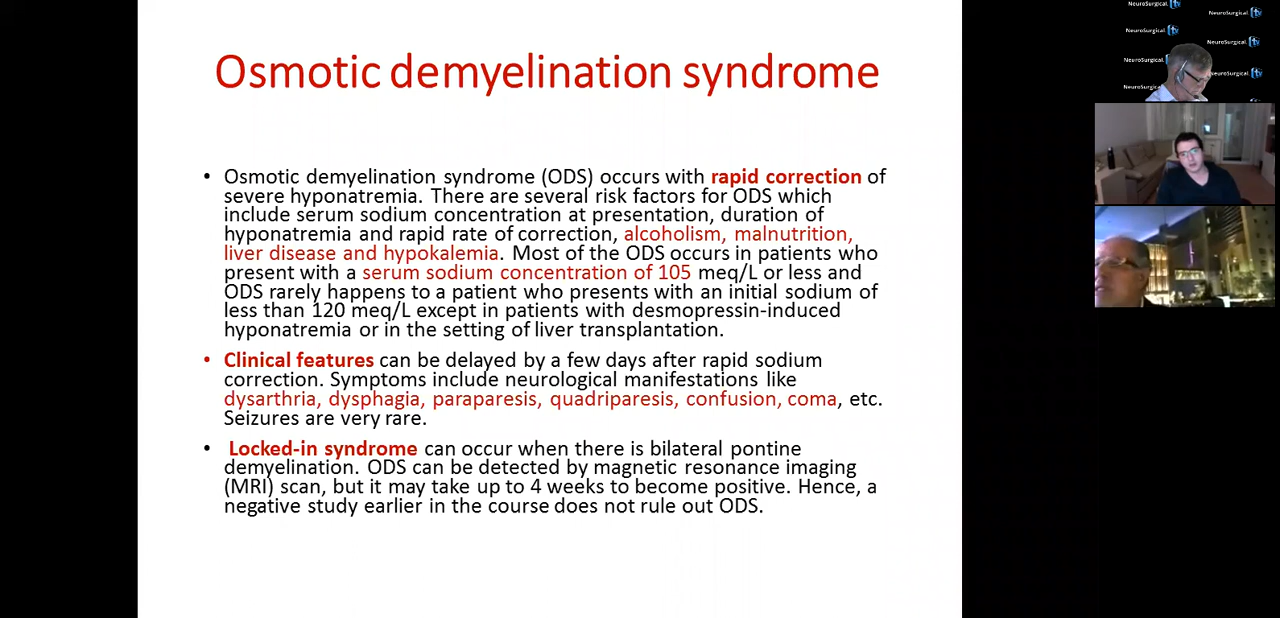 Osmotic demyelination syndrome
• Osmotic demyelination syndrome (ODS) occurs with rapid correction of
severe hyponatremia. There are several risk factors for ODS which
include serum sodium concentration at presentation, duration of
hyponatremia and rapid rate of correction, alcoholism, malnutrition,
liver disease and hypokalemia. Most of the ODS occurs in patients who
present with a serum sodium concentration of 105 meq/L or less and
ODS rarely happens to a patient who presents with an initial sodium of
less than 120 meq/L except in patients with desmopressin-induced
hyponatremia or in the setting of liver transplantation.
• Clinical features can be delayed by a few days after rapid sodium
correction. Symptoms include neurological manifestations like
dysarthria, dysphagia, paraparesis, quadriparesis, confusion, coma, etc.
Seizures are very rare.
• Locked-in syndrome can occur when there is bilateral pontine
demyelination. ODS can be detected by magnetic resonance imaging
(MRI) scan, but it may take up to 4 weeks to become positive. Hence, a
negative study earlier in the course does not rule out ODS.
NeuroSurgical tv
NeuroSurgical tv
NeuroSurgical tv
NeuroSurgical tv
NeuroSurgical
NeuroSurgical tv